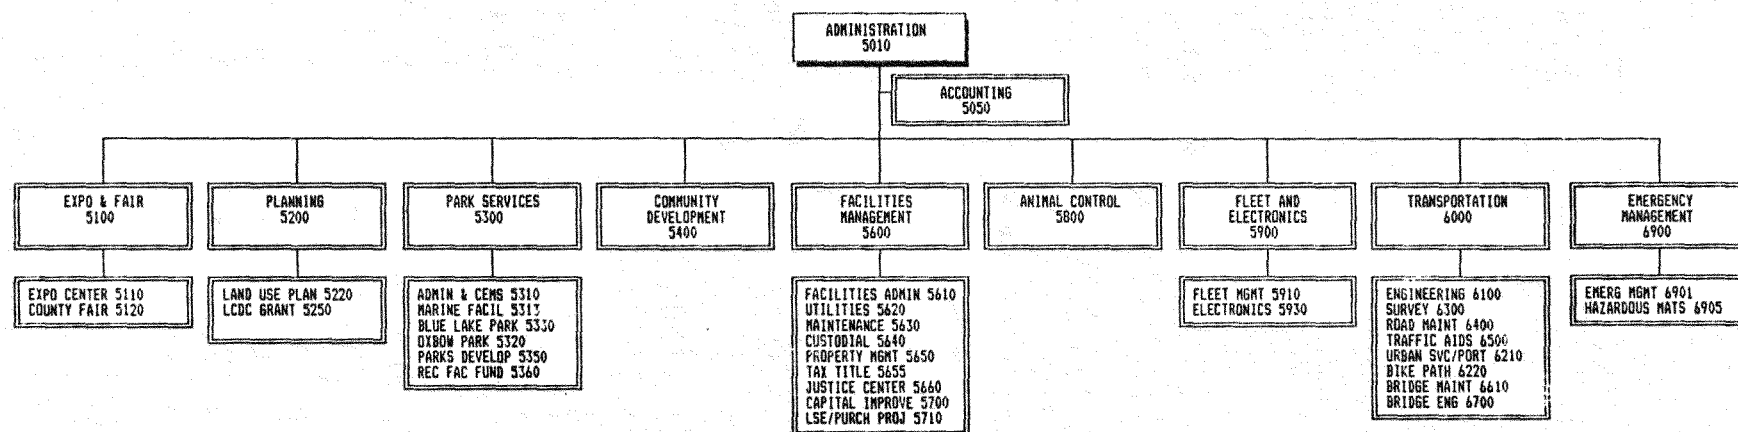 ADMINISTRATION
5010
ACCOUNTING
5050
EXPO & FAIR
5100
PLANNING
5200
PARK SERVICES
5300
COMMUNITY
DEVELOPMENT
5400
FACILITIES
MANAGEMENT
5600
ANIMAL CONTROL
5800
FLEET AND
ELECTRONICS
5900
TRANSPORTATION
6000
EMERGENCY
MANAGEMENT
6900
EXPO CENTER 5110
COUNTY FAIR 5120
LAND USE PLAN 5220
LCDC GRANT 5250
ADMIN & CEMS 5310
MARINE FACIL 5313
BLUE LAKE PARK 5330
OXBOW PARK 5320
PARKS DEVELOP 5350
REC FAC FUND 5360
FACILITIES ADMIN 5610
UTILITIES 5620
MAINTENANCE 5630
CUSTODIAL 5640
PROPERTY MGMT 5650
TAX TITLE 5655
JUSTICE CENTER 5660
CAPITAL IMPROVE 5700
LSE/PURCH PROJ 5710
FLEET MGMT 5910
ELECTRONICS 5930
ENGINEERING 6100
SURVEY 6300
ROAD MAINT 6400
TRAFFIC AIDS 6500
URBAN SVC/PORT 6210
BIKE PATH 6220
BRIDGE MAINT 6610
BRIDGE ENG 6700
EMERG MGMT 6901
HAZARDOUS MATS 6905